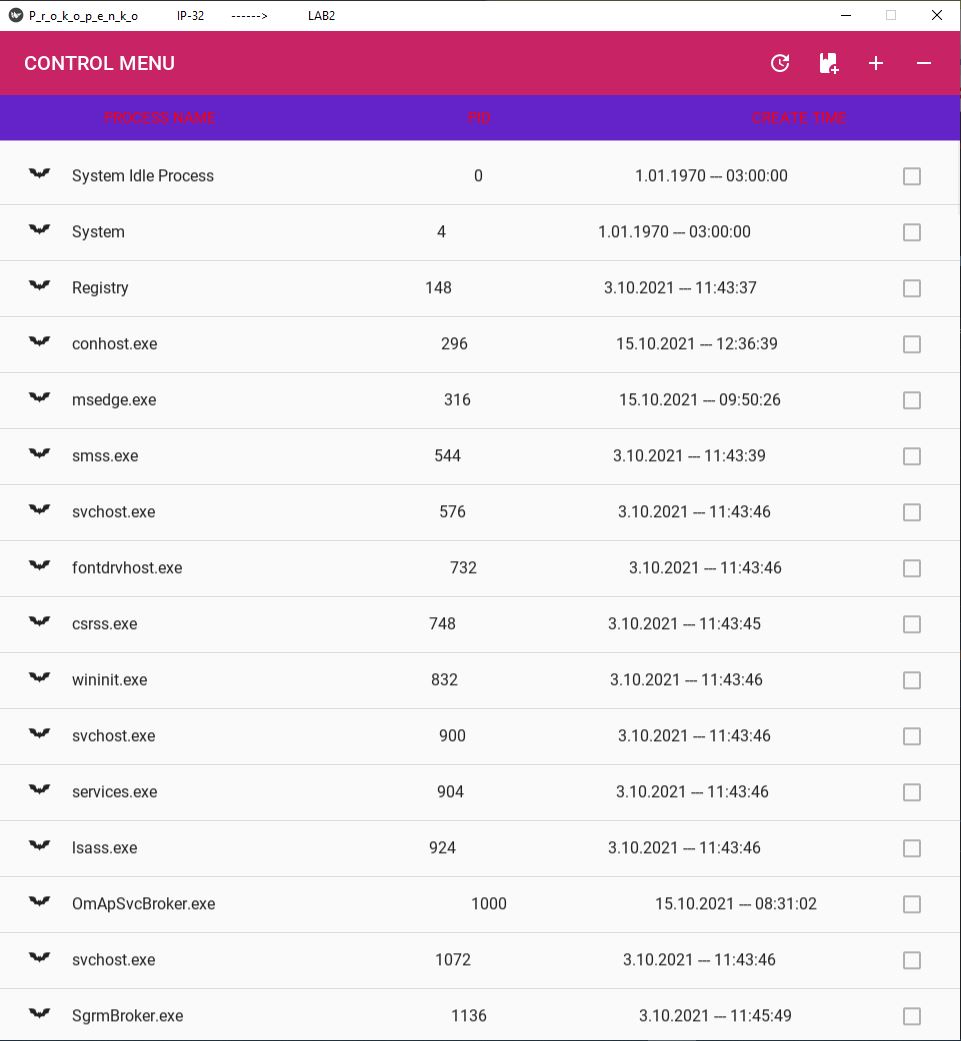 P_r_o_k_o_p_e_n_k_o IP-32 ------> LAB2
CONTROL MENU
PROCESS NAME PID CREATE TIME
System Idle Process 0 1.01.1970 --- 03:00:00
System 4 1.01.1970 --- 03:00:00
Registry 148 3.10.2021 --- 11:43:37
conhost.exe 296 15.10.2021 --- 12:36:39
msedge.exe 316 15.10.2021 --- 09:50:26
smss.exe 544 3.10.2021 --- 11:43:39
svchost.exe 576 3.10.2021 --- 11:43:46
fontdrvhost.exe 732 3.10.2021 --- 11:43:46
csrss.exe 748 3.10.2021 --- 11:43:45
wininit.exe 832 3.10.2021 --- 11:43:46
svchost.exe 900 3.10.2021 --- 11:43:46
services.exe 904 3.10.2021 --- 11:43:46
lsass.exe 924 3.10.2021 --- 11:43:46
OmApSvcBroker.exe 1000 15.10.2021 --- 08:31:02
svchost.exe 1072 3.10.2021 --- 11:43:46
SgrmBroker.exe 1136 3.10.2021 --- 11:45:49